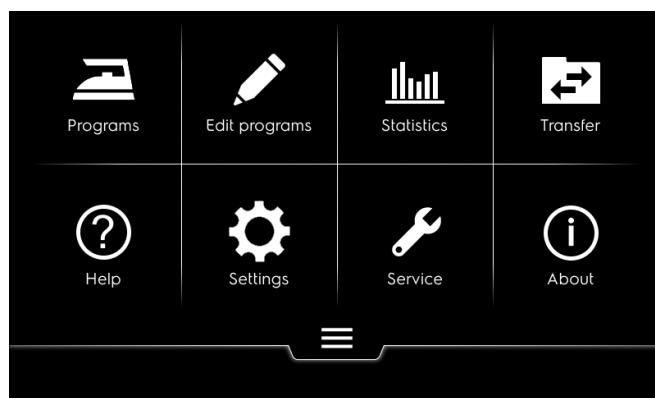 Programs
Edit programs
Statistics
Transfer
Help
Settings
Service
About